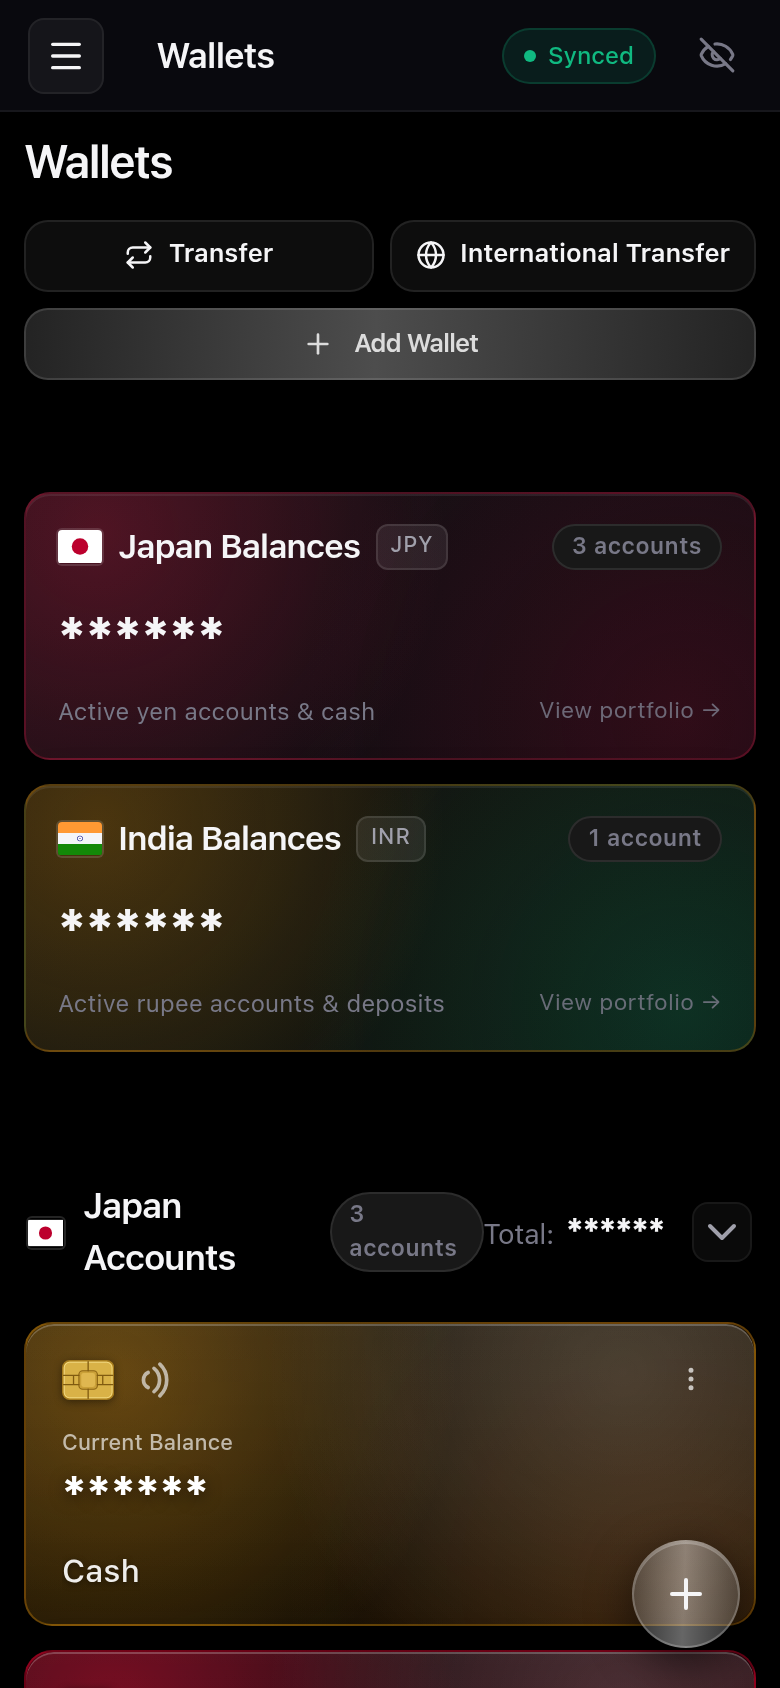 Wallets
Synced
Wallets
Transfer
International Transfer
Add Wallet
Japan Balances
JPY
3 accounts
******
Active yen accounts & cash
View portfolio →
India Balances
INR
1 account
******
Active rupee accounts & deposits
View portfolio →
Japan
Accounts
3
accounts
Total: ******
Current Balance
******
Cash